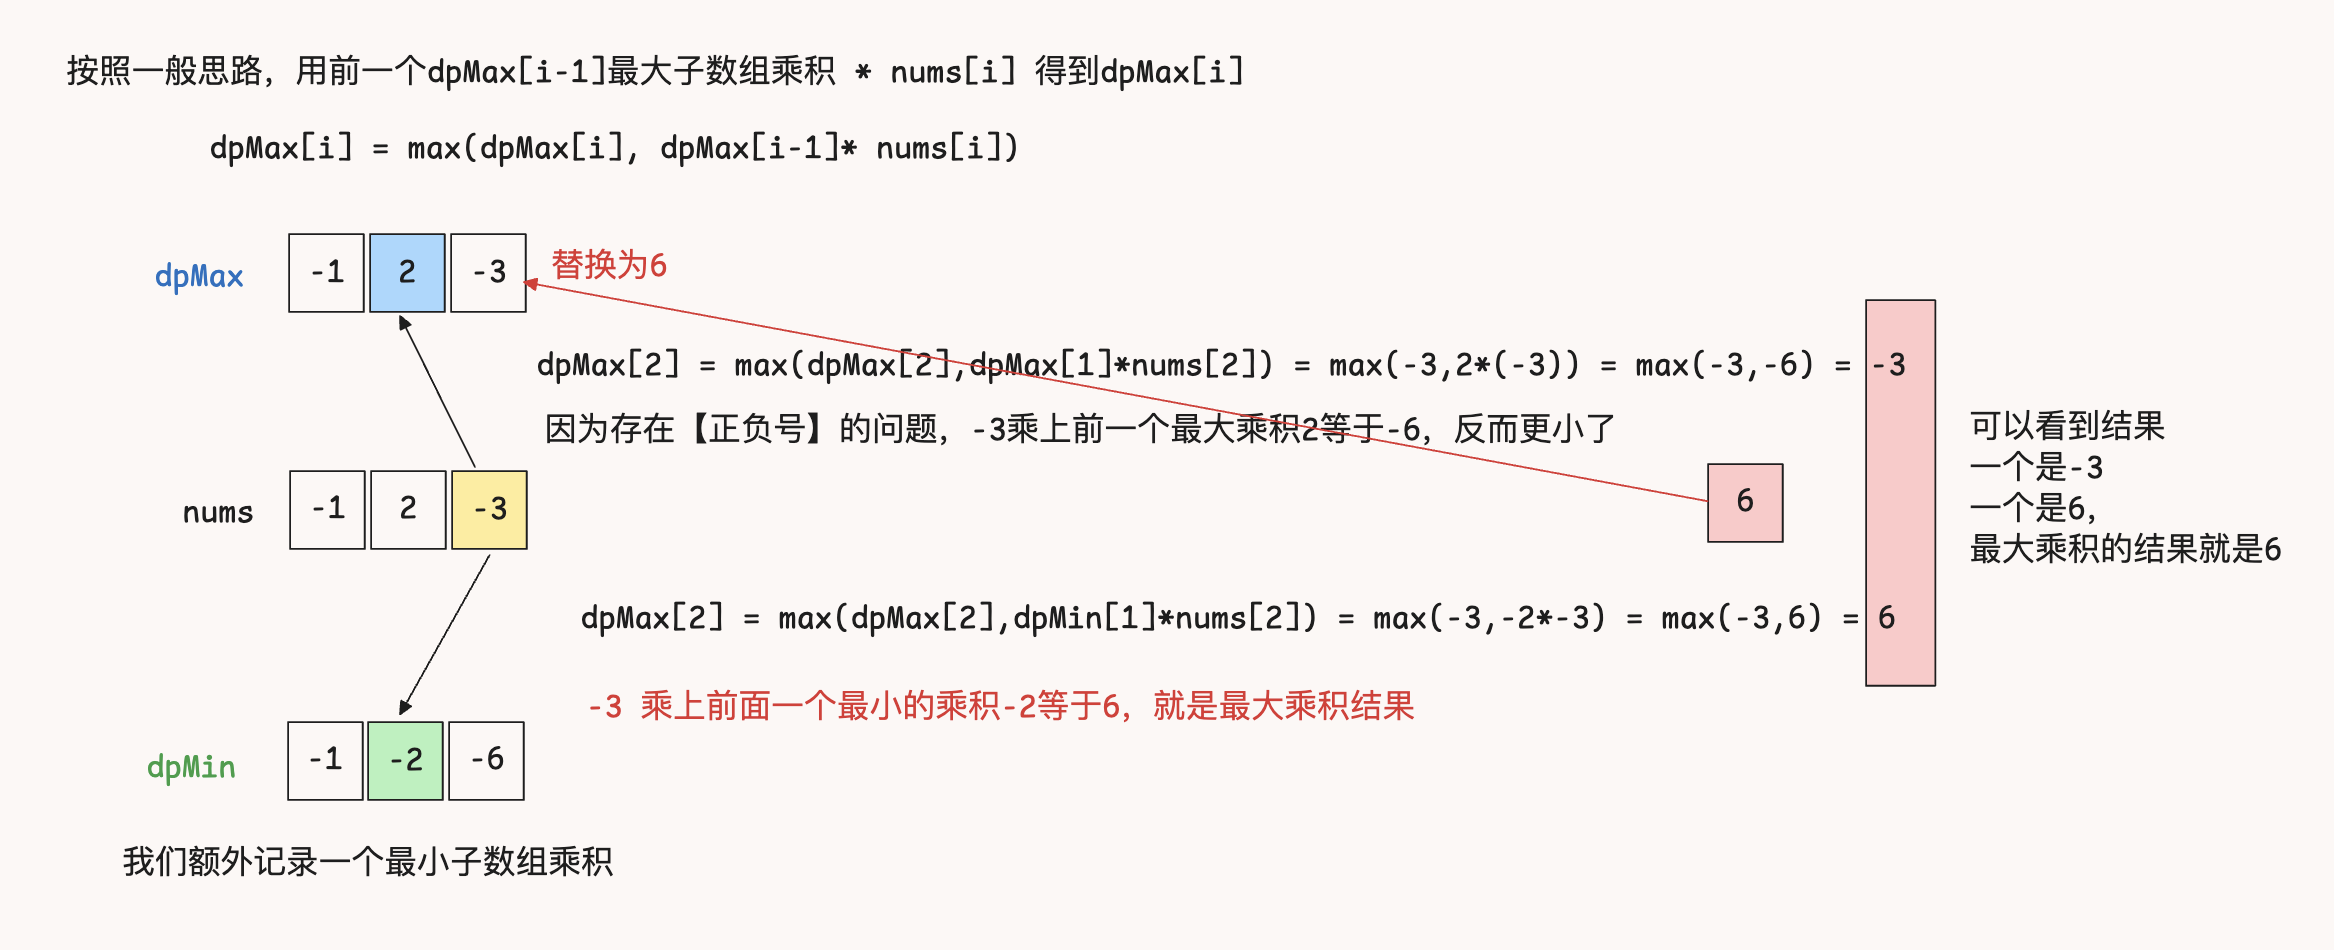 按照一般思路，用前一个dpMax[i-1]最大子数组乘积 * nums[i] 得到dpMax[i]
dpMax[i] = max(dpMax[i], dpMax[i-1]* nums[i])
dpMax
-1 2 -3
替换为6
dpMax[2] = max(dpMax[2],dpMax[1]*nums[2]) = max(-3,2*(-3)) = max(-3,-6) = -3
因为存在【正负号】的问题，-3乘上前一个最大乘积2等于-6，反而更小了
可以看到结果
一个是-3
一个是6，
最大乘积的结果就是6
nums
-1 2 -3
6
dpMax[2] = max(dpMax[2],dpMin[1]*nums[2]) = max(-3,-2*-3) = max(-3,6) = 6
-3 乘上前面一个最小的乘积-2等于6，就是最大乘积结果
dpMin
-1 -2 -6
我们额外记录一个最小子数组乘积